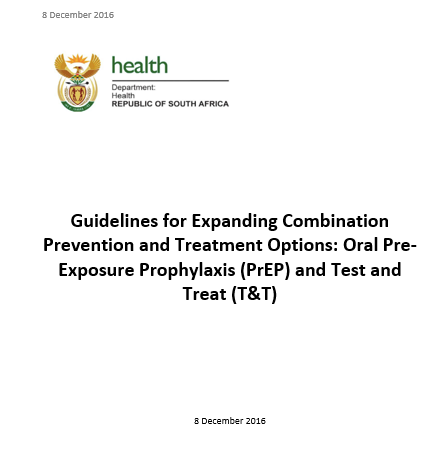 8 December 2016
health
Department:
Health
REPUBLIC OF SOUTH AFRICA
Guidelines for Expanding Combination
Prevention and Treatment Options: Oral Pre-
Exposure Prophylaxis (PrEP) and Test and
Treat (T&T)
8 December 2016